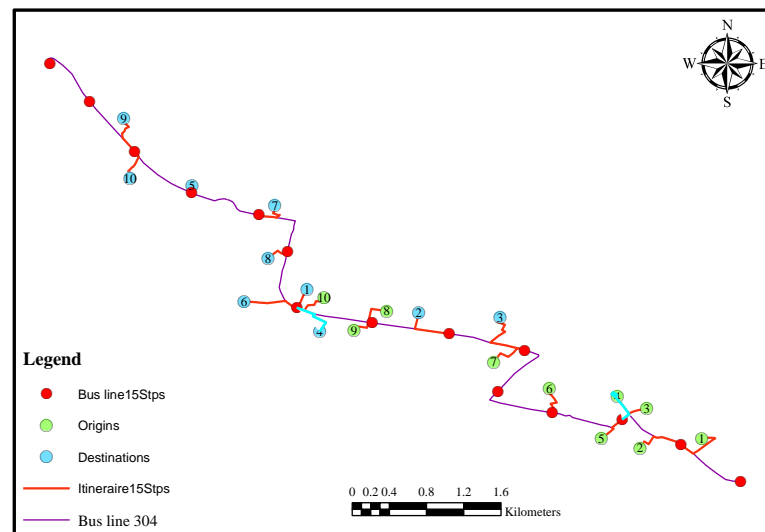 N
W E
S
9
10
5
7
8
1
10
6
4
8
9
2
3
7
6
4
3
5
2
1
Legend
Bus line15Stps
Origins
Destinations
Itineraire15Stps
Bus line 304
0 0.2 0.4 0.8 1.2 1.6
Kilometers